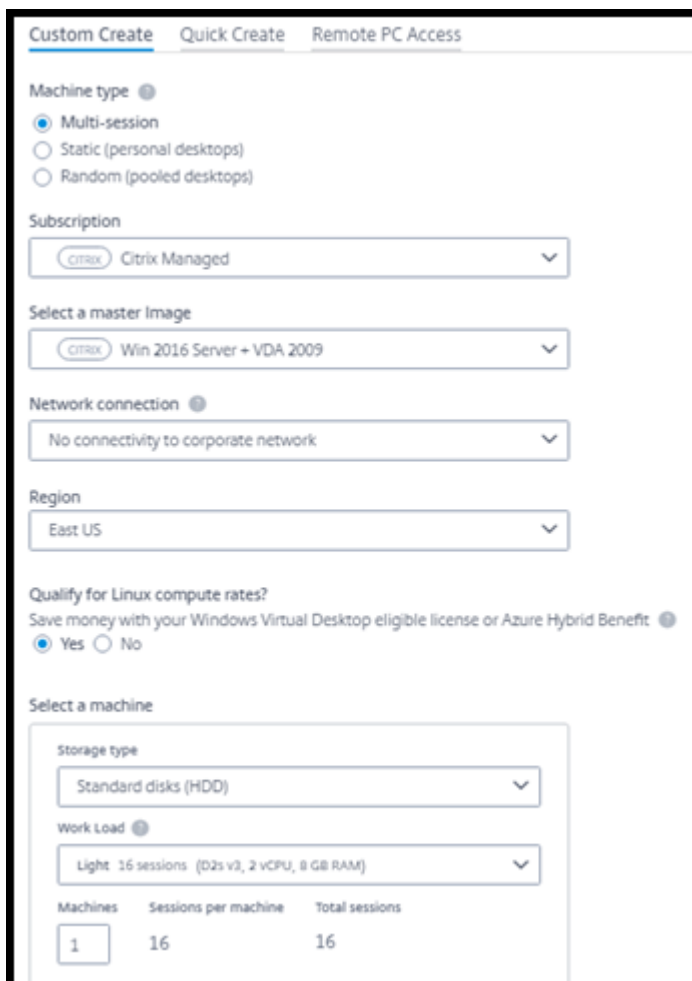 Custom Create Quick Create Remote PC Access
Machine type ?
Multi-session
Static (personal desktops)
Random (pooled desktops)
Subscription
CITRIX Citrix Managed
Select a master Image
CITRIX Win 2016 Server + VDA 2009
Network connection ?
No connectivity to corporate network
Region
East US
Qualify for Linux compute rates?
Save money with your Windows Virtual Desktop eligible license or Azure Hybrid Benefit ?
Yes No
Select a machine
Storage type
Standard disks (HDD)
Work Load ?
Light 16 sessions (D2s v3, 2 vCPU, 8 GB RAM)
Machines Sessions per machine Total sessions
1 16 16